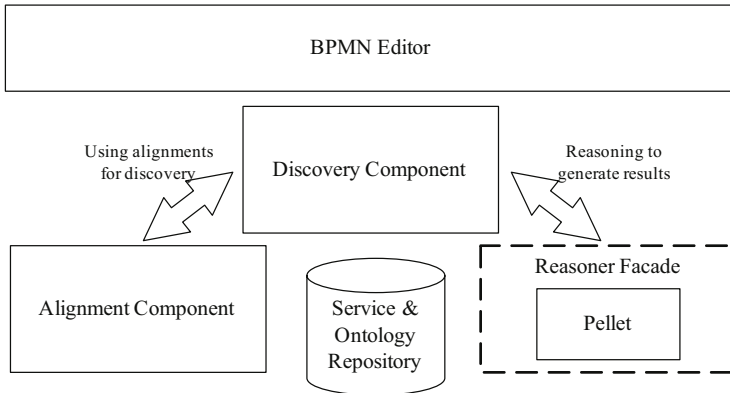 BPMN Editor
Using alignments
for discovery
Discovery Component
Reasoning to
generate results
Alignment Component
Service &
Ontology
Repository
Reasoner Facade
Pellet